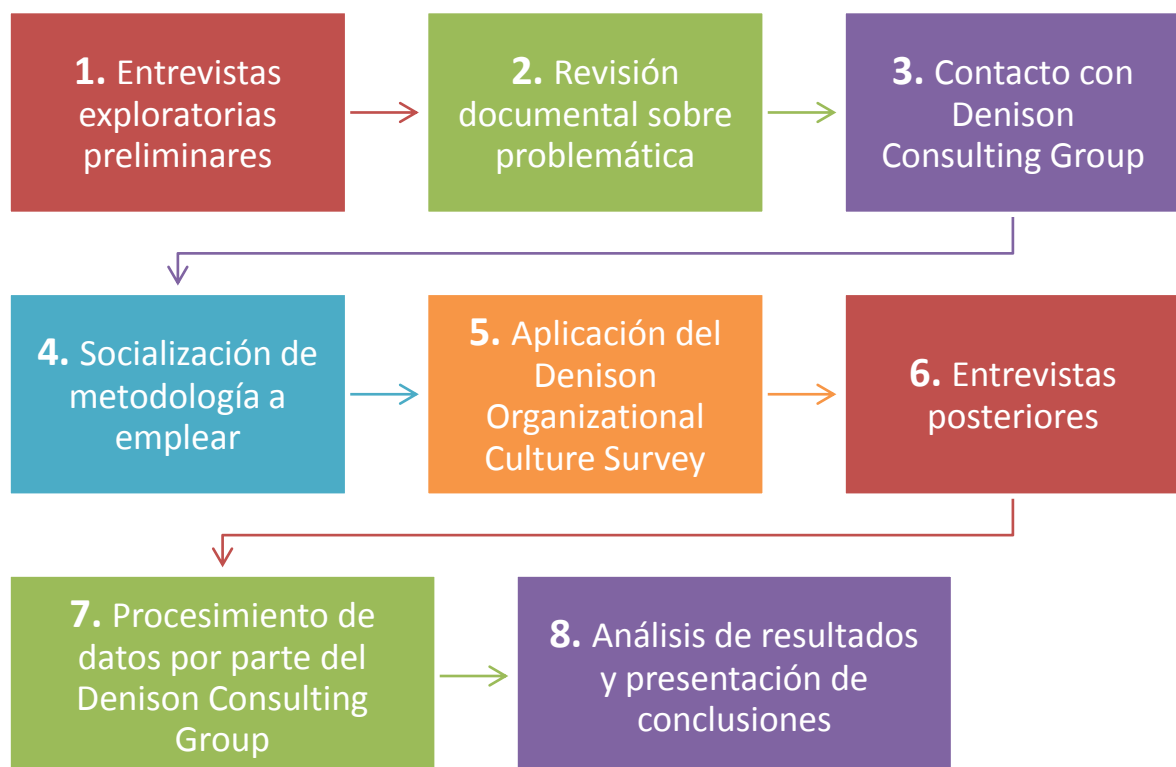 1. Entrevistas
exploratorias
preliminares
2. Revisión
documental sobre
problemática
3. Contacto con
Denison
Consulting Group
4. Socialización de
metodología a
emplear
5. Aplicación del
Denison
Organizational
Culture Survey
6. Entrevistas
posteriores
7. Procesimiento de
datos por parte del
Denison Consulting
Group
8. Análisis de resultados
y presentación de
conclusiones